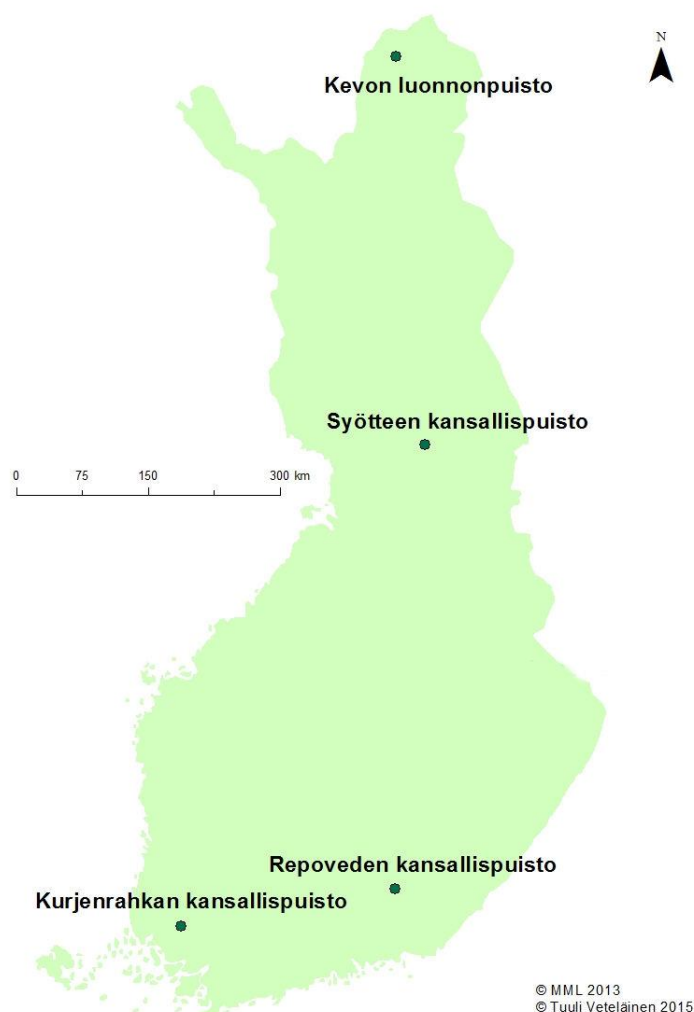 N
Kevon luonnonpuisto
Syötteen kansallispuisto
0 75 150 300 km
Repoveden kansallispuisto
Kurjenrahkan kansallispuisto
© MML 2013
© Tuuli Veteläinen 2015